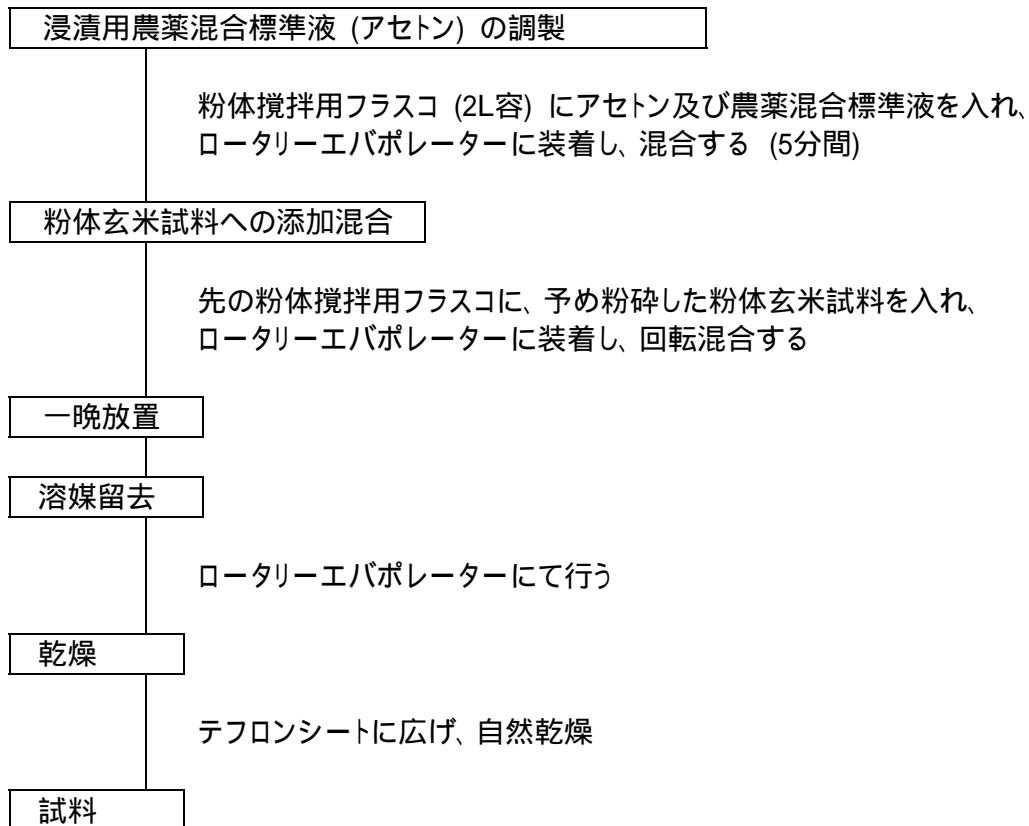 浸漬用農薬混合標準液 (アセトン) の調製
粉体撹拌用フラスコ (2L容) にアセトン及び農薬混合標準液を入れ、
ロータリーエバポレーターに装着し、混合する (5分間)
粉体玄米試料への添加混合
先の粉体撹拌用フラスコに、予め粉砕した粉体玄米試料を入れ、
ロータリーエバポレーターに装着し、回転混合する
一晩放置
溶媒留去
ロータリーエバポレーターにて行う
乾燥
テフロンシートに広げ、自然乾燥
試料